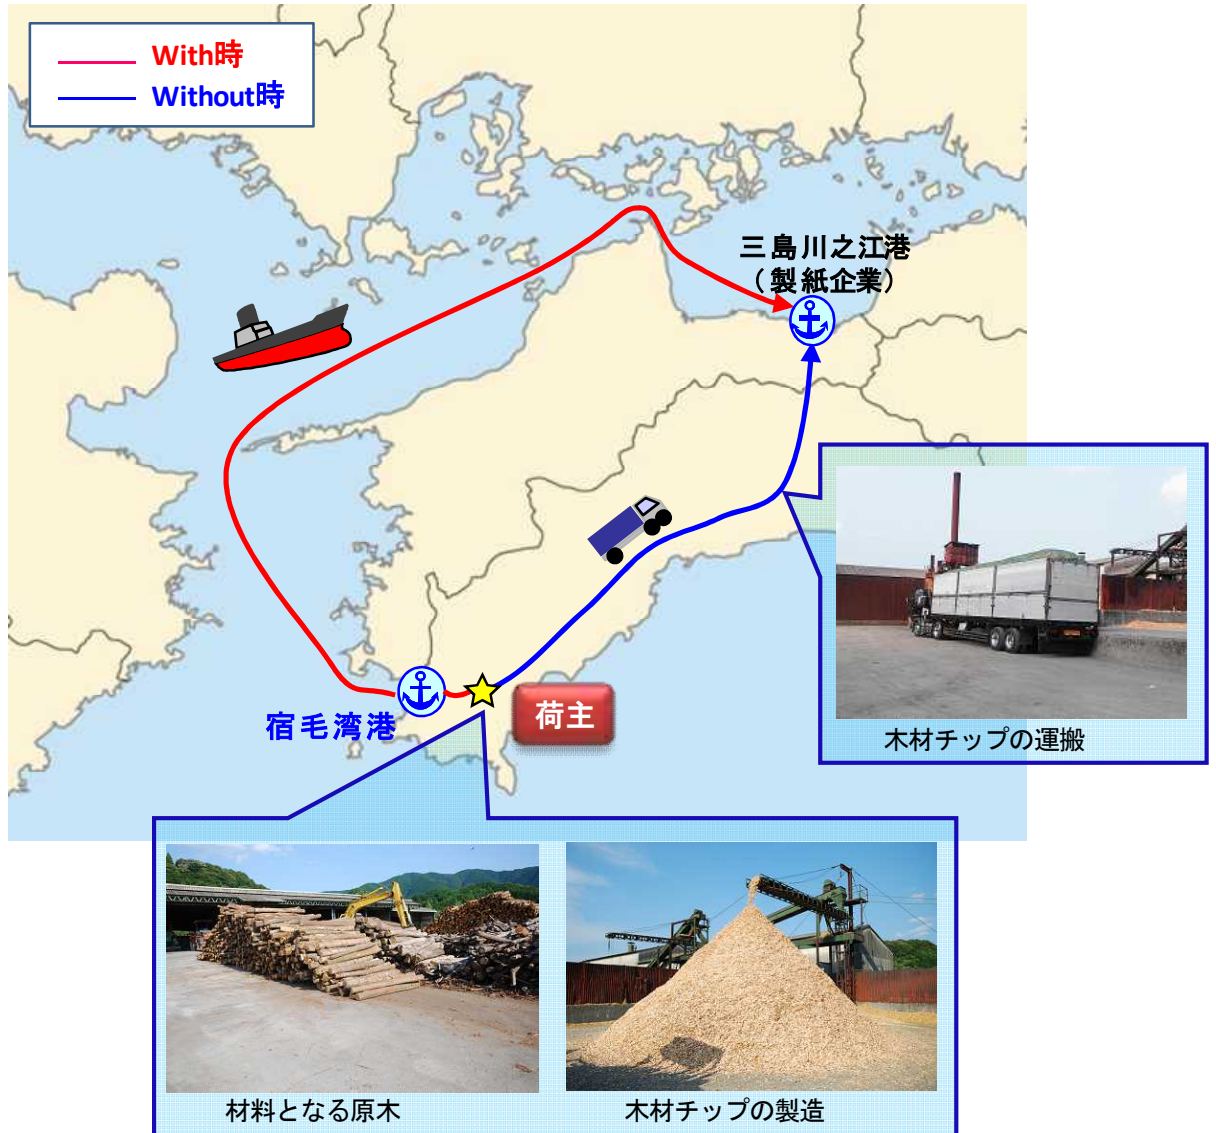 With時
Without時
三島川之江港
（製紙企業）
宿毛湾港
荷主
木材チップの運搬
材料となる原木
木材チップの製造